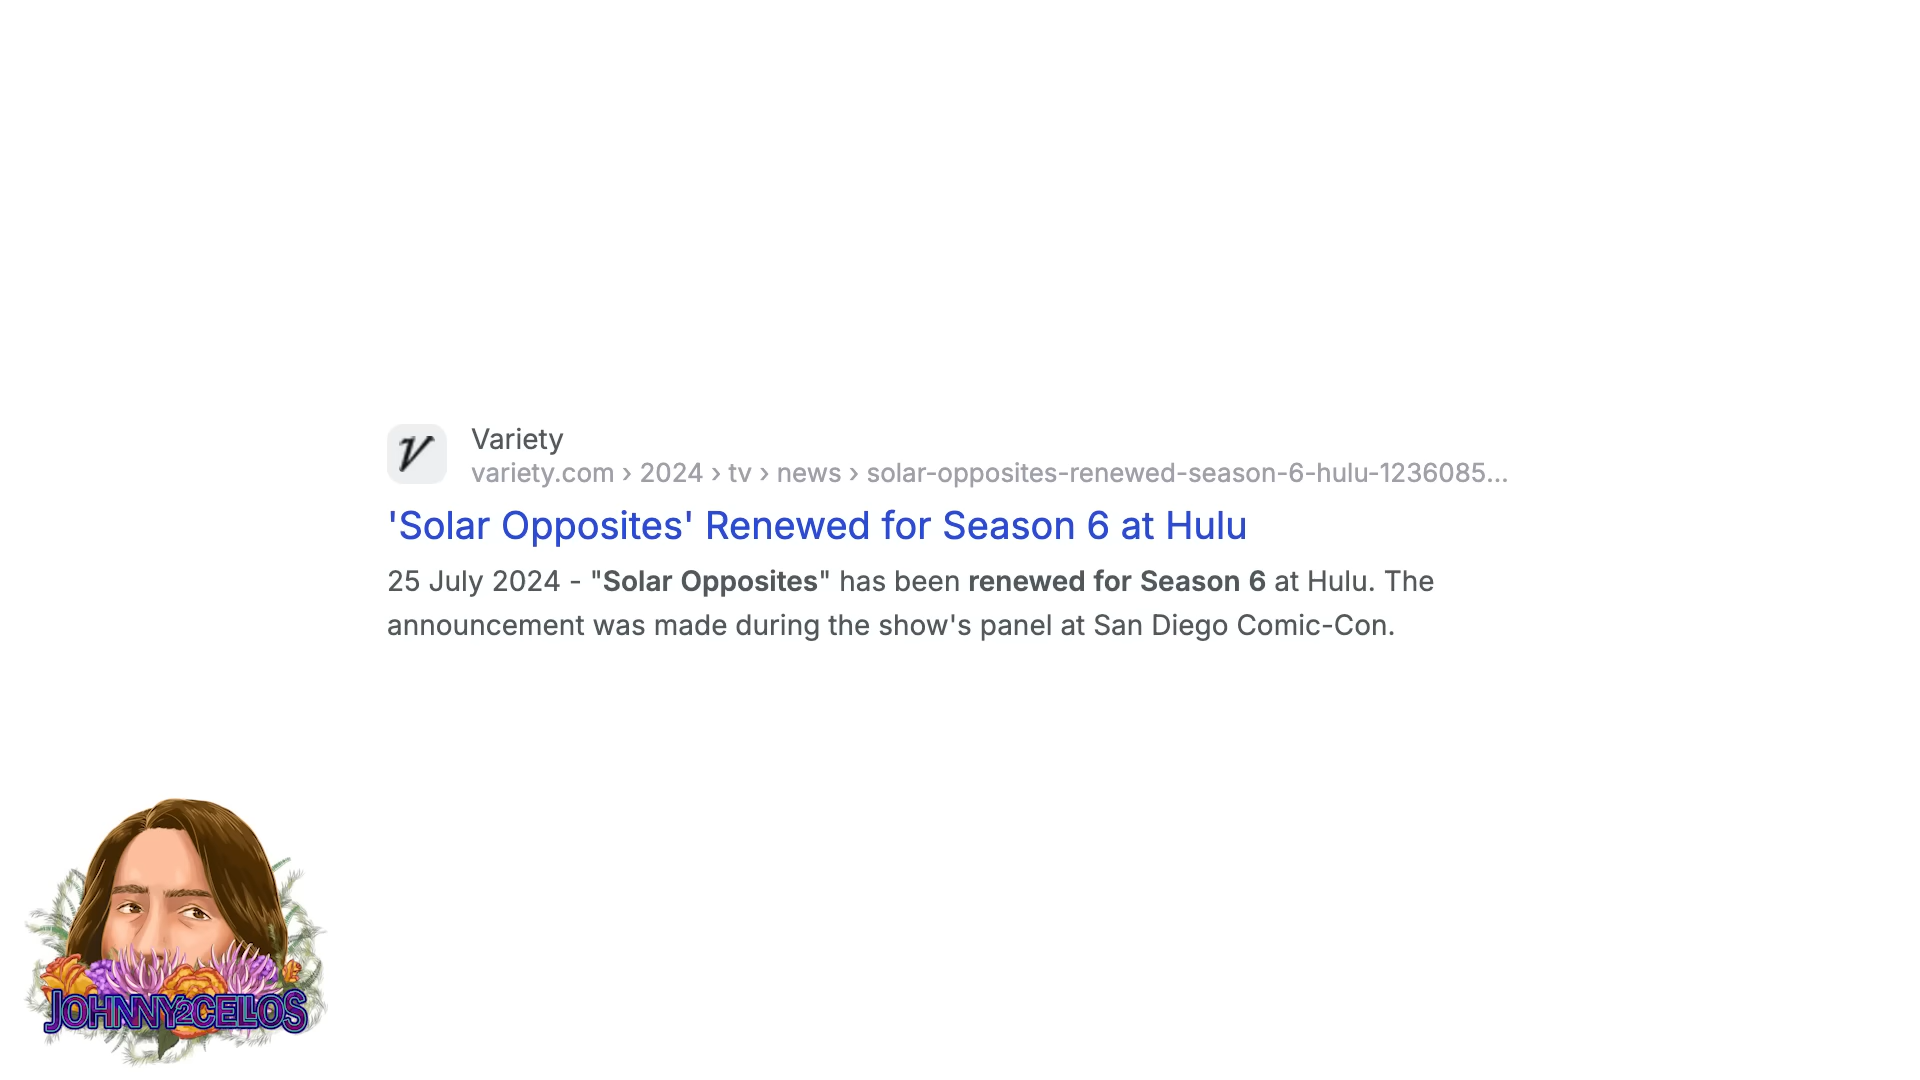 Variety
variety.com › 2024 › tv › news › solar-opposites-renewed-season-6-hulu-1236085...
'Solar Opposites' Renewed for Season 6 at Hulu
25 July 2024 - "Solar Opposites" has been renewed for Season 6 at Hulu. The
announcement was made during the show's panel at San Diego Comic-Con.
JOHNNY2CELLOS